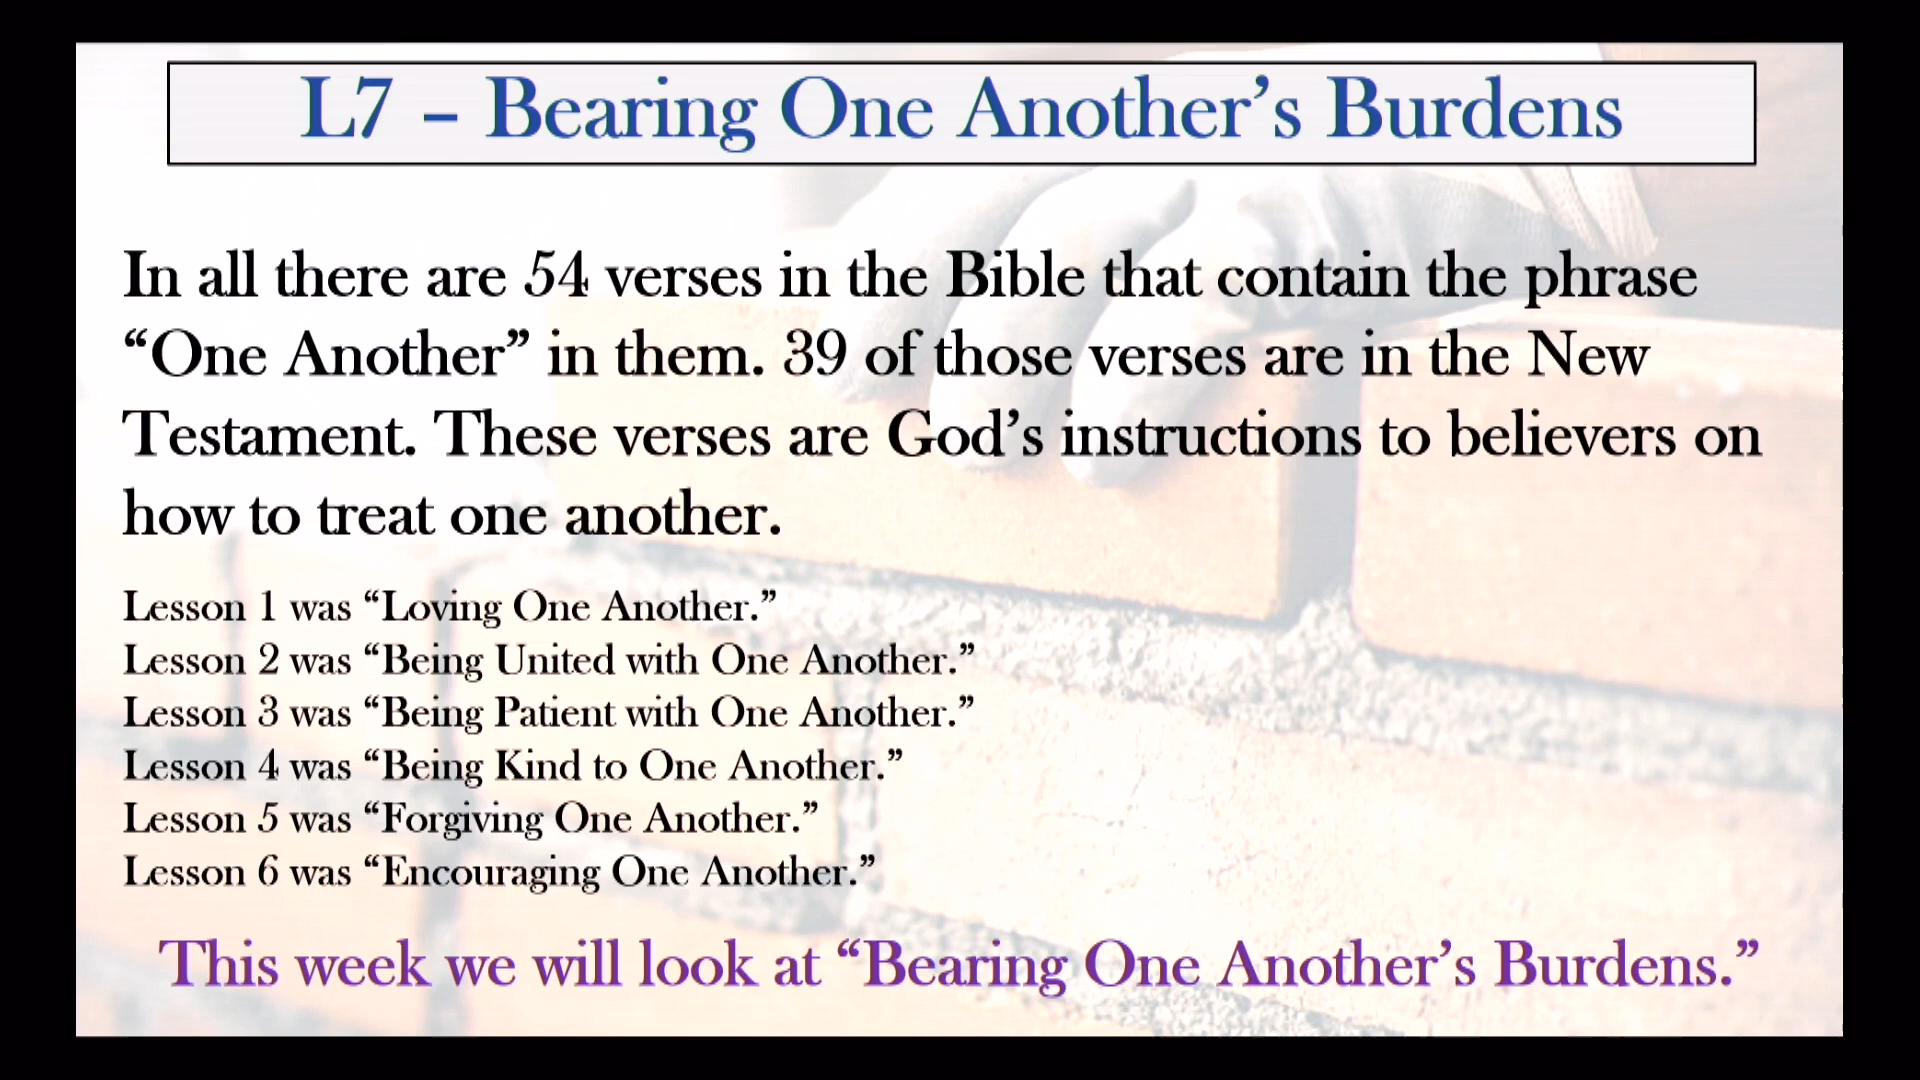 L7 – Bearing One Another’s Burdens
In all there are 54 verses in the Bible that contain the phrase
“One Another” in them. 39 of those verses are in the New
Testament. These verses are God’s instructions to believers on
how to treat one another.
Lesson 1 was “Loving One Another.”
Lesson 2 was “Being United with One Another.”
Lesson 3 was “Being Patient with One Another.”
Lesson 4 was “Being Kind to One Another.”
Lesson 5 was “Forgiving One Another.”
Lesson 6 was “Encouraging One Another.”
This week we will look at “Bearing One Another’s Burdens.”